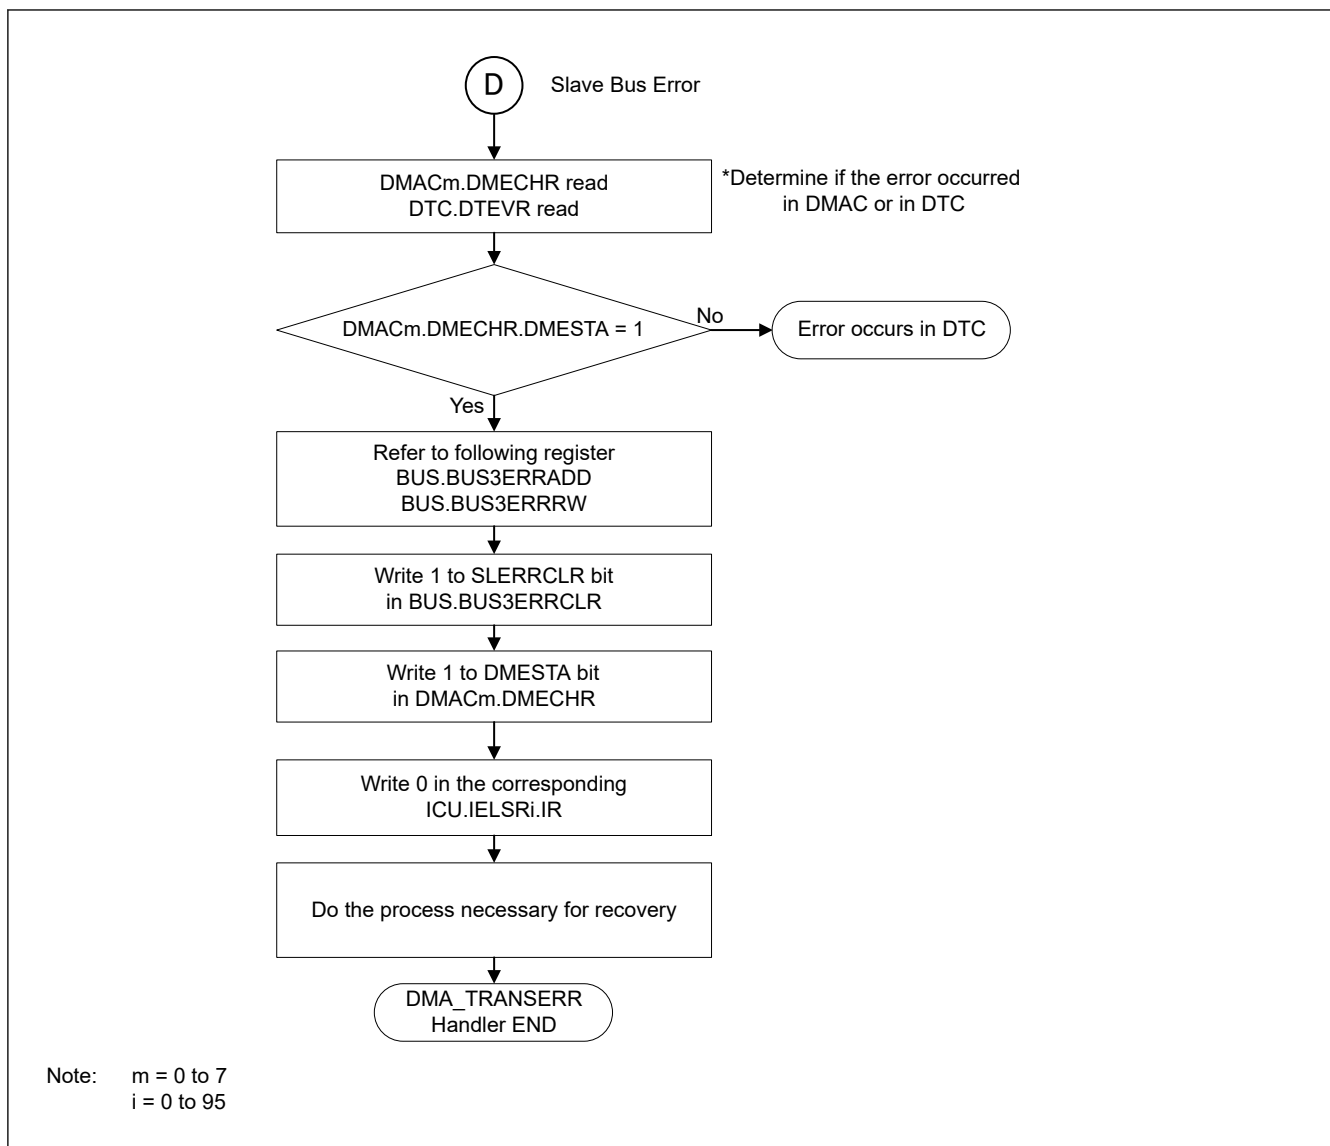 D
Slave Bus Error
DMACm.DMECHR read
DTC.DTEVR read
*Determine if the error occurred
in DMAC or in DTC
DMACm.DMECHR.DMESTA = 1
No
Error occurs in DTC
Yes
Refer to following register
BUS.BUS3ERRADD
BUS.BUS3ERRRW
Write 1 to SLERRCLR bit
in BUS.BUS3ERRCLR
Write 1 to DMESTA bit
in DMACm.DMECHR
Write 0 in the corresponding
ICU.IELSRi.IR
Do the process necessary for recovery
DMA_TRANSERR
Handler END
Note: m = 0 to 7
i = 0 to 95